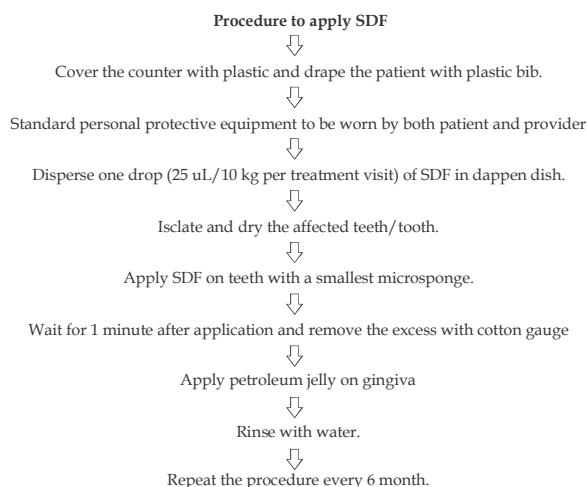 Procedure to apply SDF
Cover the counter with plastic and drape the patient with plastic bib.
Standard personal protective equipment to be worn by both patient and provider
Disperse one drop (25 uL/10 kg per treatment visit) of SDF in dappen dish.
Isclate and dry the affected teeth/tooth.
Apply SDF on teeth with a smallest microsponge.
Wait for 1 minute after application and remove the excess with cotton gauge
Apply petroleum jelly on gingiva
Rinse with water.
Repeat the procedure every 6 month.